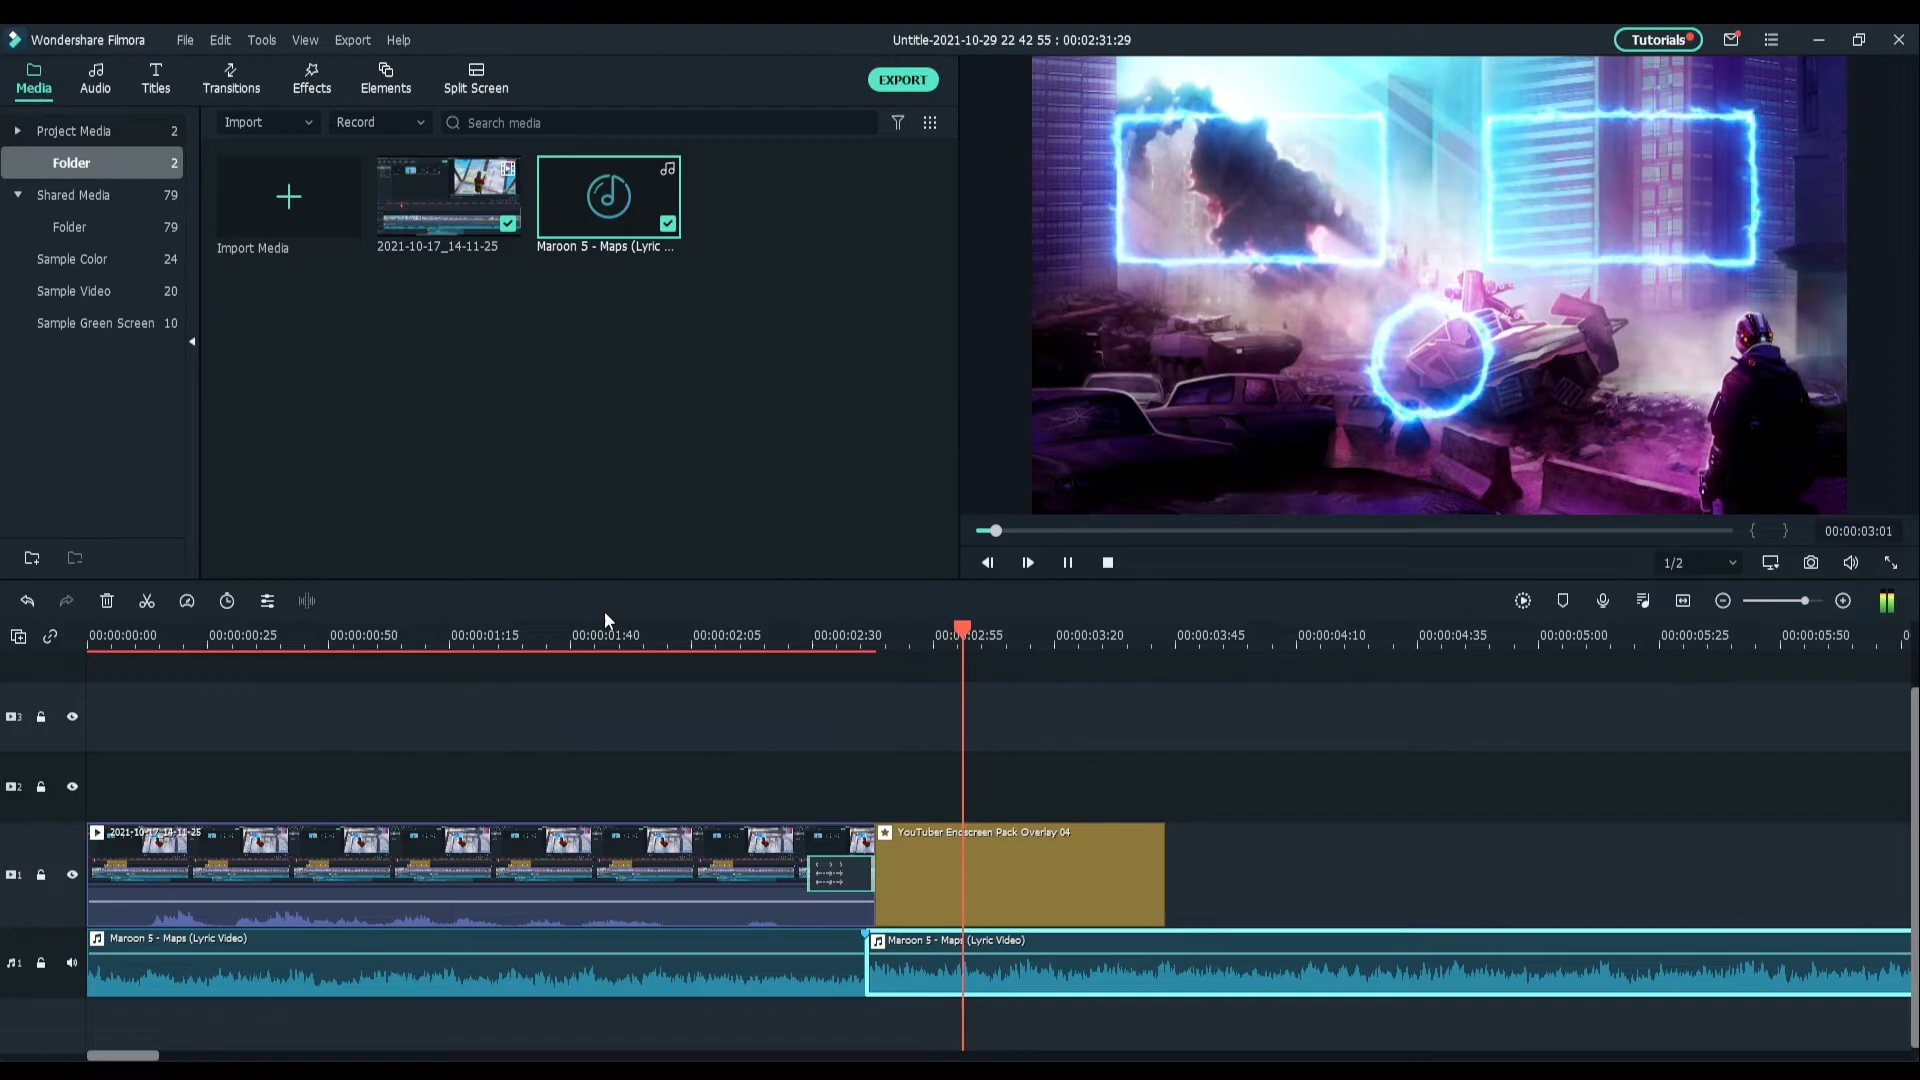 Wondershare Filmora File Edit Tools View Export Help Untitle-2021-10-29 22 42 55 : 00:02:31:29 Tutorials
Media Audio Titles Transitions Effects Elements Split Screen EXPORT
Project Media 2
Folder 2
Shared Media 79
Folder 79
Sample Color 24
Sample Video 20
Sample Green Screen 10
Import Record Search media
Import Media
2021-10-17_14-11-25
Maroon 5 - Maps (Lyric ...
00:00:03:01
1/2
00:00:00:00 00:00:00:25 00:00:00:50 00:00:01:15 00:00:01:40 00:00:02:05 00:00:02:30 00:00:02:55 00:00:03:20 00:00:03:45 00:00:04:10 00:00:04:35 00:00:05:00 00:00:05:25 00:00:05:50 0
3
2
1
2021-10-17_14-11-25
YouTuber Endscreen Pack Overlay 04
1
Maroon 5 - Maps (Lyric Video)
Maroon 5 - Maps (Lyric Video)